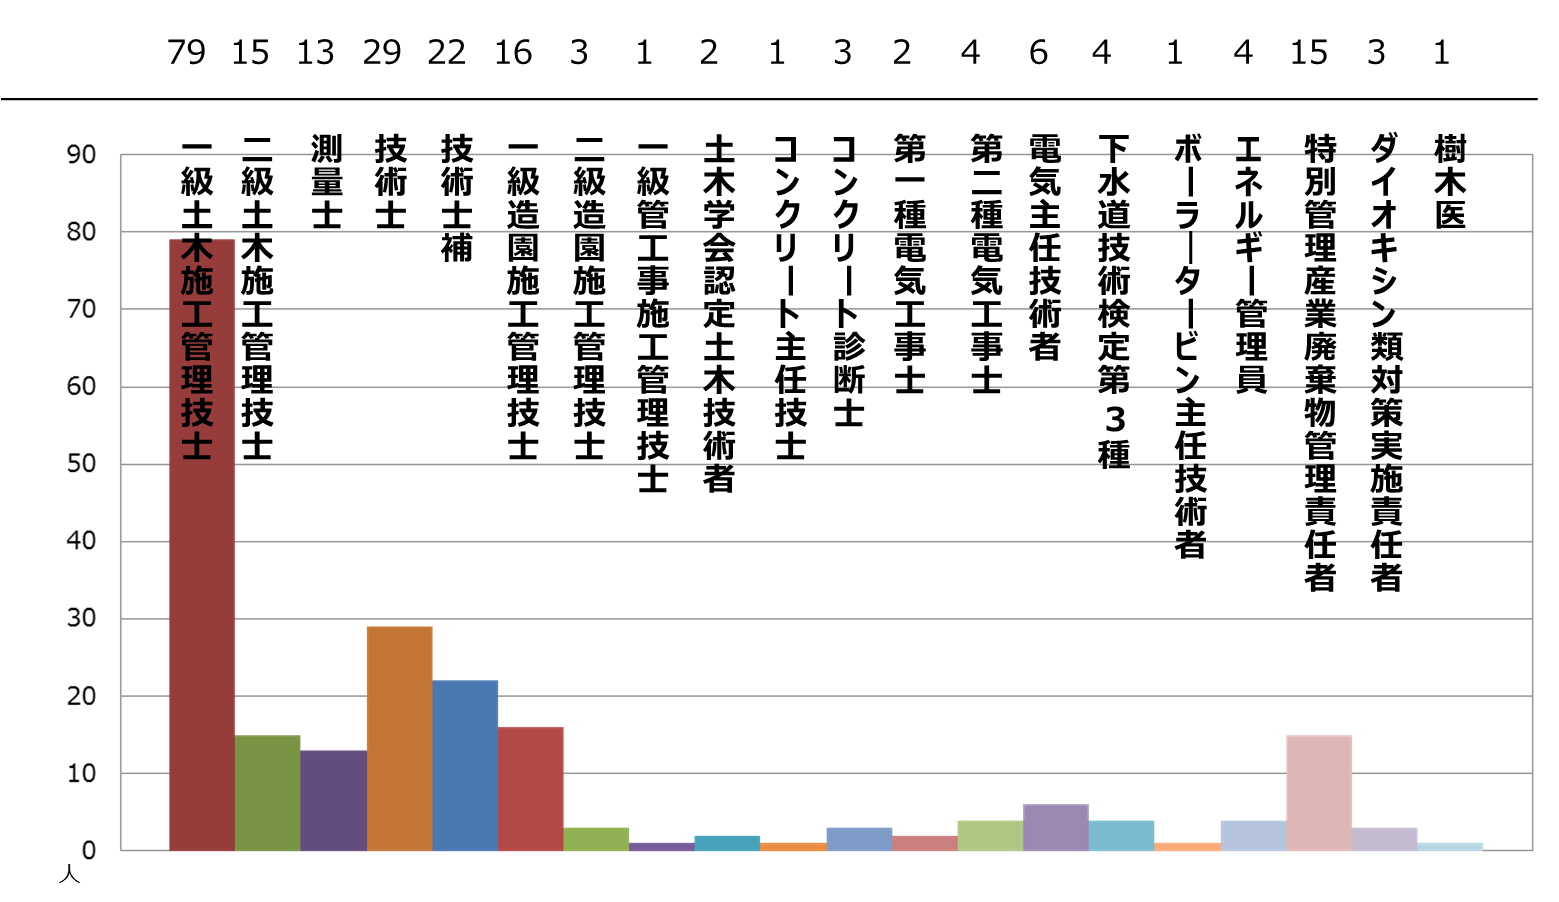 79 15 13 29 22 16 3 1 2 1 3 2 4 6 4 1 4 15 3 1
一級土木施工管理技士
二級土木施工管理技士
測量士
技術士
技術士補
一級造園施工管理技士
二級造園施工管理技士
一級管工事施工管理技士
土木学会認定土木技術者
コンクリート主任技士
コンクリート診断士
第一種電気工事士
第二種電気工事士
電気主任技術者
下水道技術検定第３種
ボーラ―タービン主任技術者
エネルギー管理員
特別管理産業廃棄物管理責任者
ダイオキシン類対策実施責任者
樹木医
90
80
70
60
50
40
30
20
10
0
人